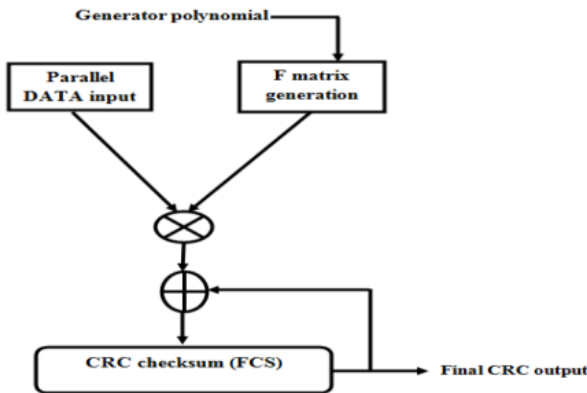 Generator polynomial
Parallel
DATA input
F matrix
generation
CRC checksum (FCS)
Final CRC output